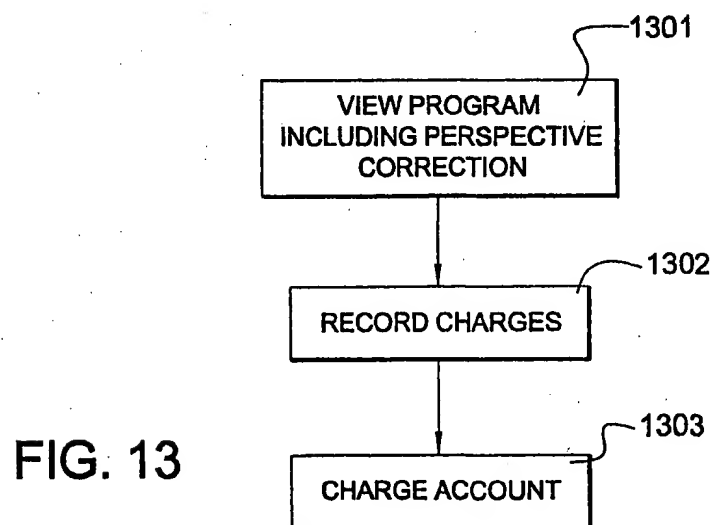 1301
VIEW PROGRAM
INCLUDING PERSPECTIVE
CORRECTION
1302
RECORD CHARGES
1303
CHARGE ACCOUNT
FIG. 13